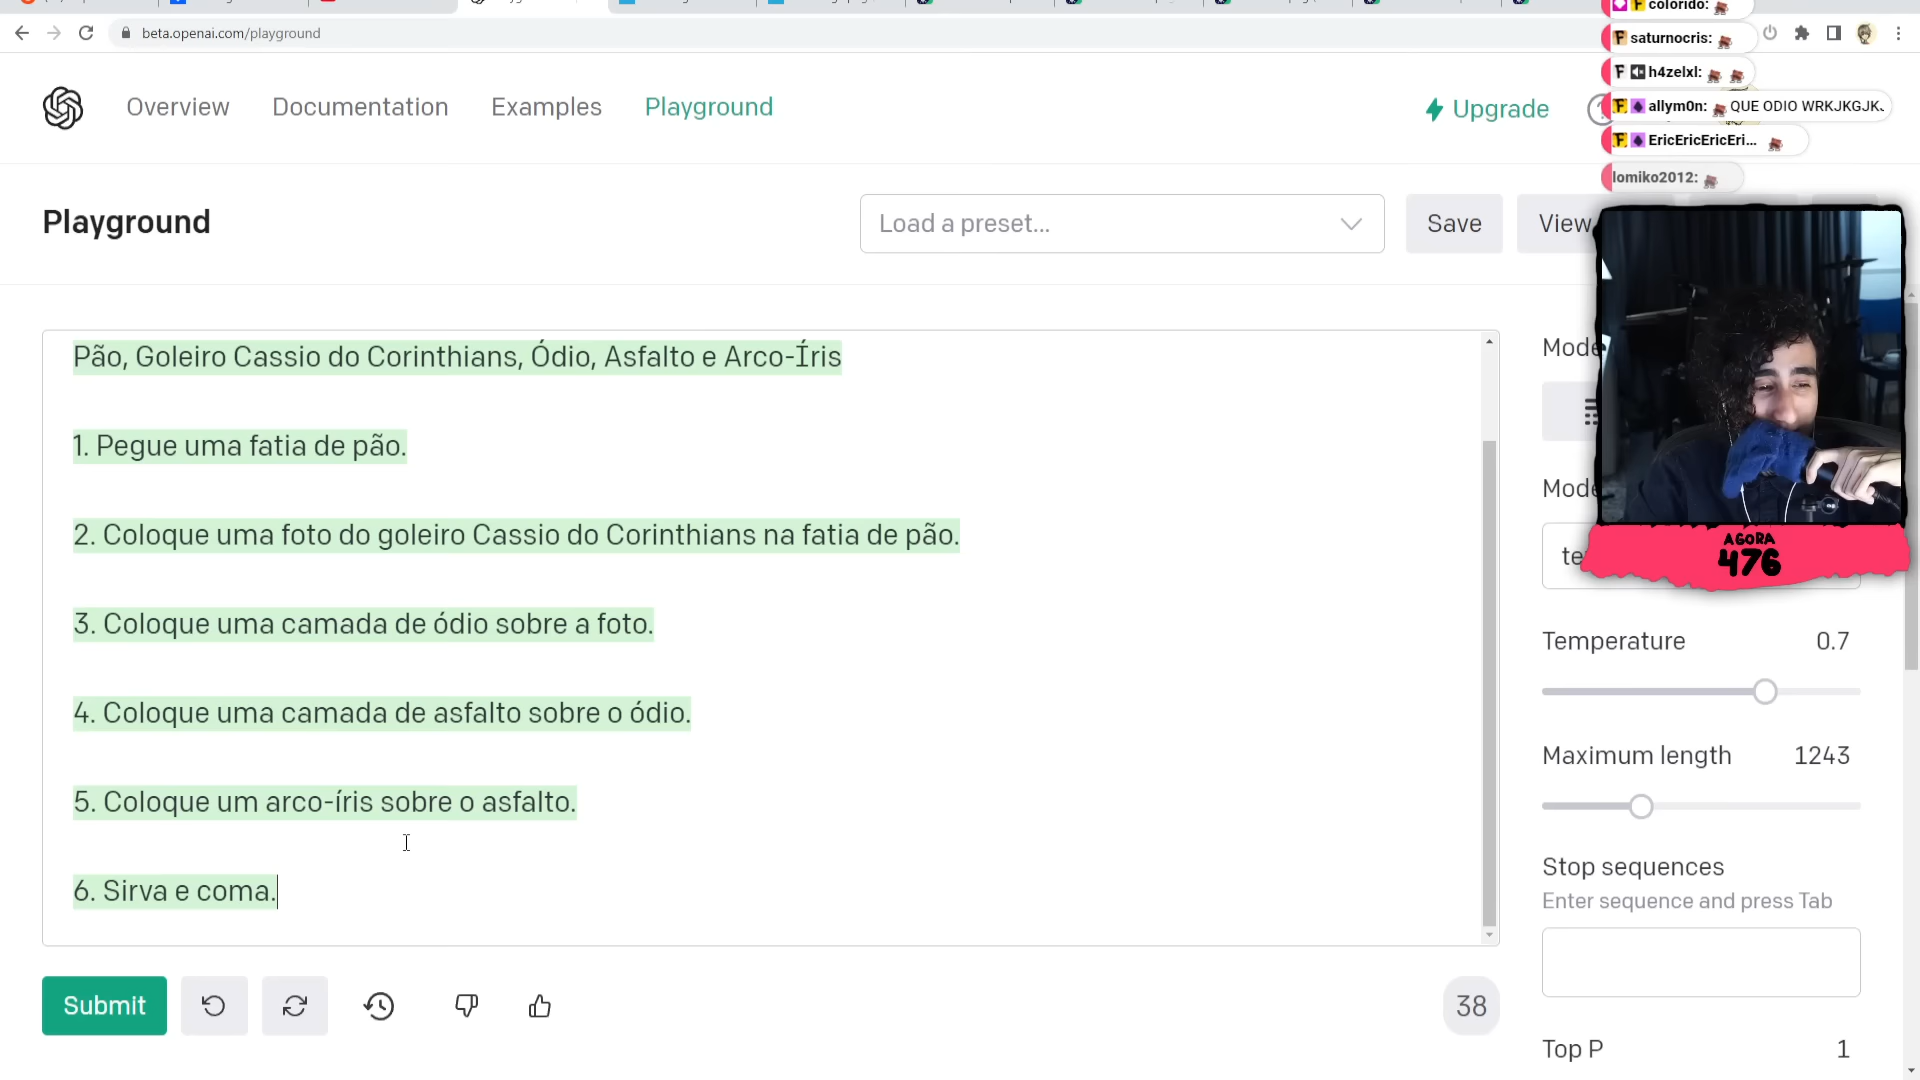 beta.openai.com/playground
colorido:
saturnocris:
h4zelxl:
allym0n: QUE ODIO WRKJKGJK
EricEricEricEri...
lomiko2012:
Overview Documentation Examples Playground
Upgrade
Playground
Load a preset...
Save
View
Pão, Goleiro Cassio do Corinthians, Ódio, Asfalto e Arco-Íris
1. Pegue uma fatia de pão.
2. Coloque uma foto do goleiro Cassio do Corinthians na fatia de pão.
3. Coloque uma camada de ódio sobre a foto.
4. Coloque uma camada de asfalto sobre o ódio.
5. Coloque um arco-íris sobre o asfalto.
6. Sirva e coma.
Submit
38
Mode
Mode
te
AGORA
476
Temperature 0.7
Maximum length 1243
Stop sequences
Enter sequence and press Tab
Top P 1